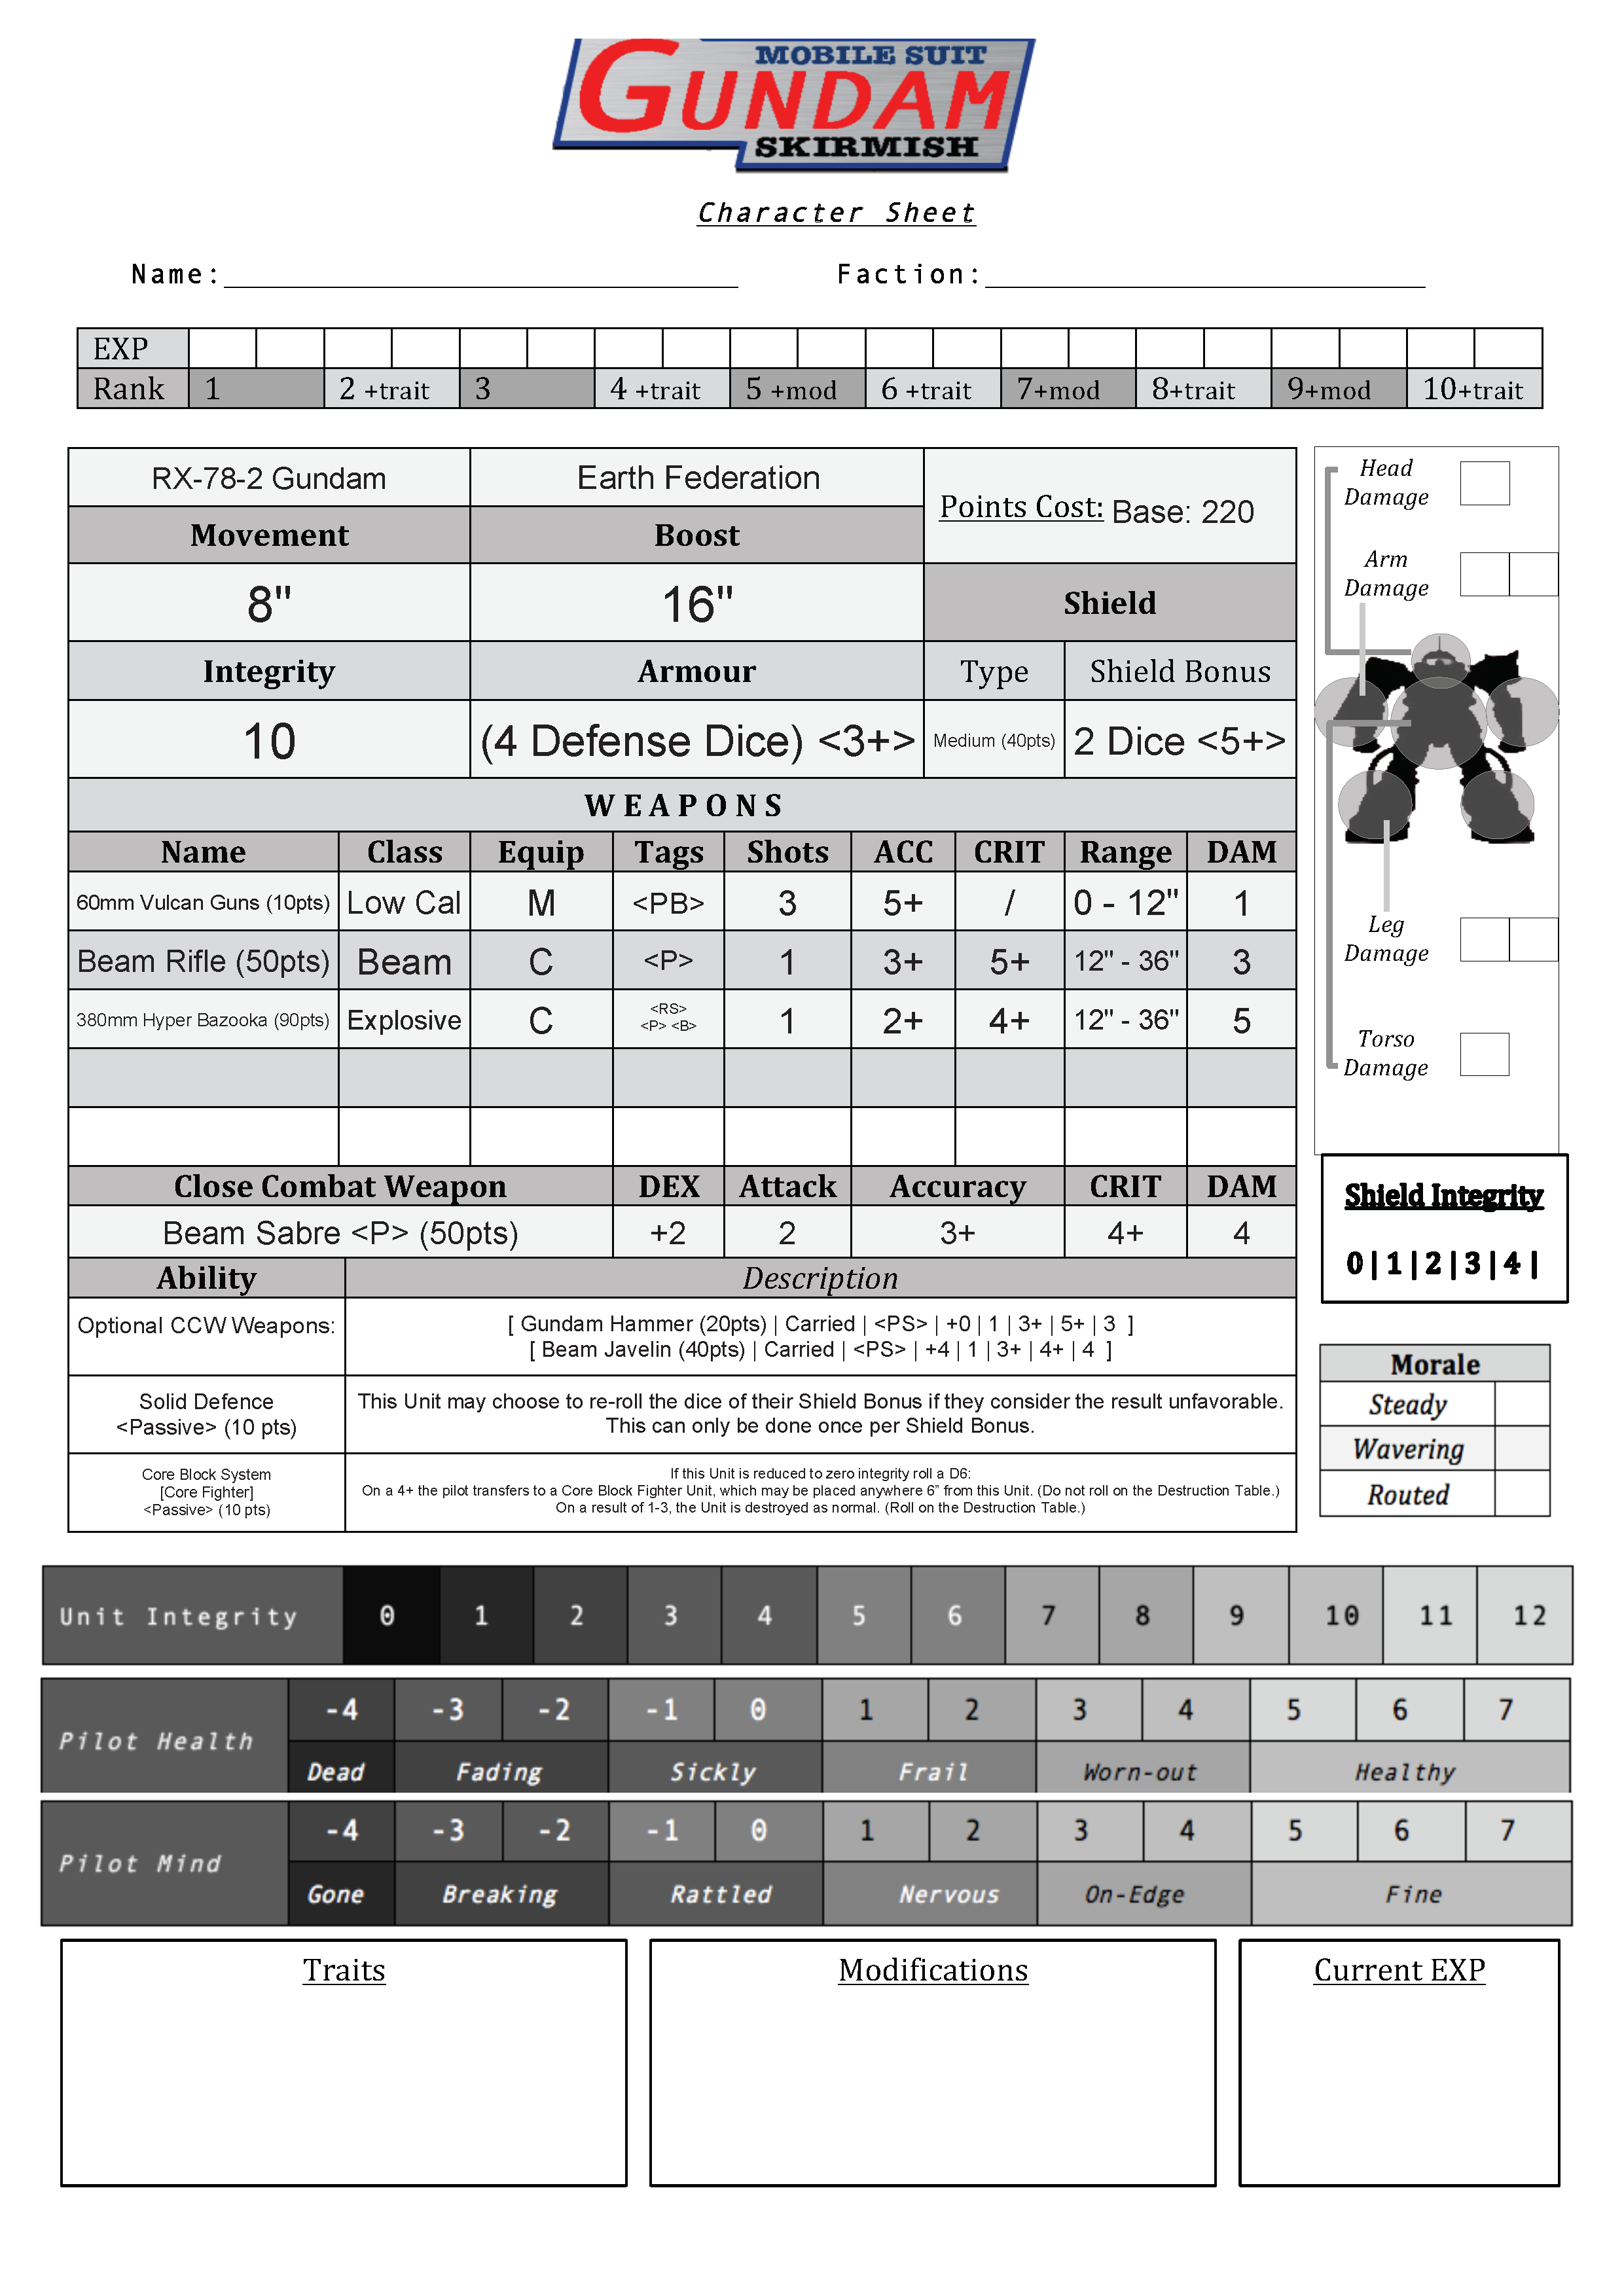 MOBILE SUIT
GUNDAM
SKIRMISH
Character Sheet
Name: Faction:
EXP
Rank 1 2 +trait 3 4 +trait 5 +mod 6 +trait 7+mod 8+trait 9+mod 10+trait
RX-78-2 Gundam Earth Federation Points Cost: Base: 220
Movement Boost
8" 16" Shield
Integrity Armour Type Shield Bonus
10 (4 Defense Dice) <3+> Medium (40pts) 2 Dice <5+>
WEAPONS
Name Class Equip Tags Shots ACC CRIT Range DAM
60mm Vulcan Guns (10pts) Low Cal M <PB> 3 5+ / 0 - 12" 1
Beam Rifle (50pts) Beam C <P> 1 3+ 5+ 12" - 36" 3
380mm Hyper Bazooka (90pts) Explosive C <RS> <P> <B> 1 2+ 4+ 12" - 36" 5
Close Combat Weapon DEX Attack Accuracy CRIT DAM
Beam Sabre <P> (50pts) +2 2 3+ 4+ 4
Ability Description
Optional CCW Weapons: [ Gundam Hammer (20pts) | Carried | <PS> | +0 | 1 | 3+ | 5+ | 3 ]
[ Beam Javelin (40pts) | Carried | <PS> | +4 | 1 | 3+ | 4+ | 4 ]
Solid Defence
<Passive> (10 pts)
This Unit may choose to re-roll the dice of their Shield Bonus if they consider the result unfavorable.
This can only be done once per Shield Bonus.
Core Block System
[Core Fighter]
<Passive> (10 pts)
If this Unit is reduced to zero integrity roll a D6:
On a 4+ the pilot transfers to a Core Block Fighter Unit, which may be placed anywhere 6” from this Unit. (Do not roll on the Destruction Table.)
On a result of 1-3, the Unit is destroyed as normal. (Roll on the Destruction Table.)
Head
Damage
Arm
Damage
Leg
Damage
Torso
Damage
Shield Integrity
0|1|2|3|4|
Morale
Steady
Wavering
Routed
Unit Integrity 0 1 2 3 4 5 6 7 8 9 10 11 12
Pilot Health -4 -3 -2 -1 0 1 2 3 4 5 6 7
Dead Fading Sickly Frail Worn-out Healthy
Pilot Mind -4 -3 -2 -1 0 1 2 3 4 5 6 7
Gone Breaking Rattled Nervous On-Edge Fine
Traits Modifications Current EXP